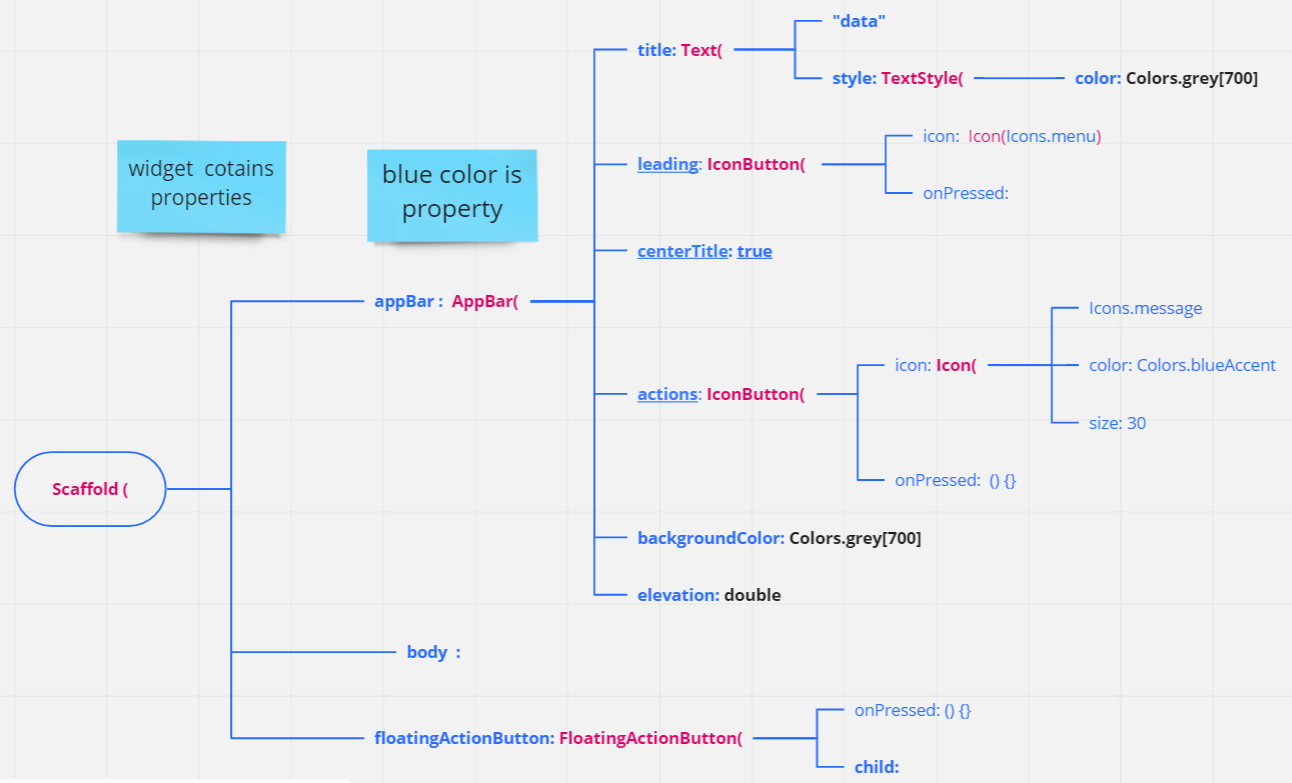 widget  cotains
properties
blue color is
property
Scaffold (
appBar :  AppBar(
title: Text(
"data"
style: TextStyle(
color: Colors.grey[700]
leading: IconButton(
icon:  Icon(Icons.menu)
onPressed:
centerTitle: true
actions: IconButton(
icon: Icon(
Icons.message
color: Colors.blueAccent
size: 30
onPressed:  () {}
backgroundColor: Colors.grey[700]
elevation: double
body  :
floatingActionButton: FloatingActionButton(
onPressed: () {}
child: